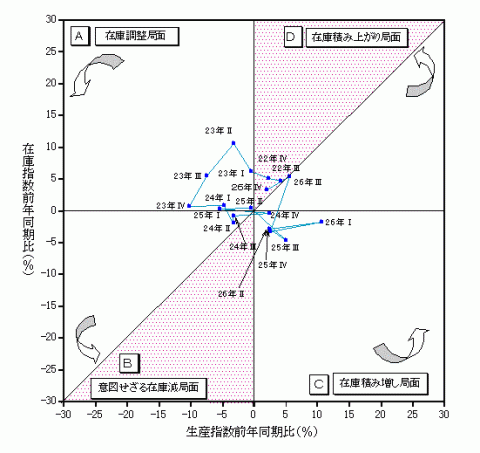 30
25
20
15
10
5
0
-5
-10
-15
-20
-25
-30
在庫指数前年同期比(%)
A 在庫調整局面
D 在庫積み上がり局面
23年Ⅱ
22年Ⅳ
23年Ⅰ
22年Ⅲ
23年Ⅲ
26年Ⅳ
26年Ⅲ
24年Ⅰ
25年Ⅱ
23年Ⅳ
25年Ⅰ
24年Ⅳ
26年Ⅰ
24年Ⅱ
24年Ⅲ
25年Ⅲ
25年Ⅳ
26年Ⅱ
B
意図せざる在庫減局面
C 在庫積み増し局面
-30 -25 -20 -15 -10 -5 0 5 10 15 20 25 30
生産指数前年同期比(%)